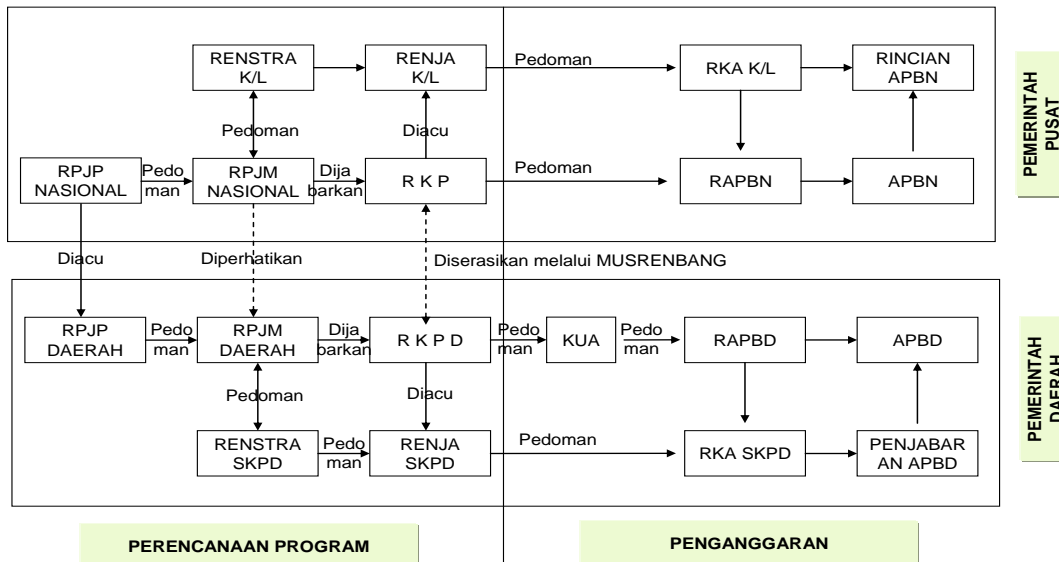 RENSTRA
K/L
RENJA
K/L
Pedoman
RKA K/L
RINCIAN
APBN
Pedoman
Diacu
RPJP
NASIONAL
Pedo
man
RPJM
NASIONAL
Dija
barkan
R K P
Pedoman
RAPBN
APBN
PEMERINTAH
PUSAT
Diacu
Diperhatikan
Diserasikan melalui MUSRENBANG
RPJP
DAERAH
Pedo
man
RPJM
DAERAH
Dija
barkan
R K P D
Pedo
man
KUA
Pedo
man
RAPBD
APBD
Pedoman
Diacu
RENSTRA
SKPD
Pedo
man
RENJA
SKPD
Pedoman
RKA SKPD
PENJABAR
AN APBD
PEMERINTAH
DAERAH
PERENCANAAN PROGRAM
PENGANGGARAN